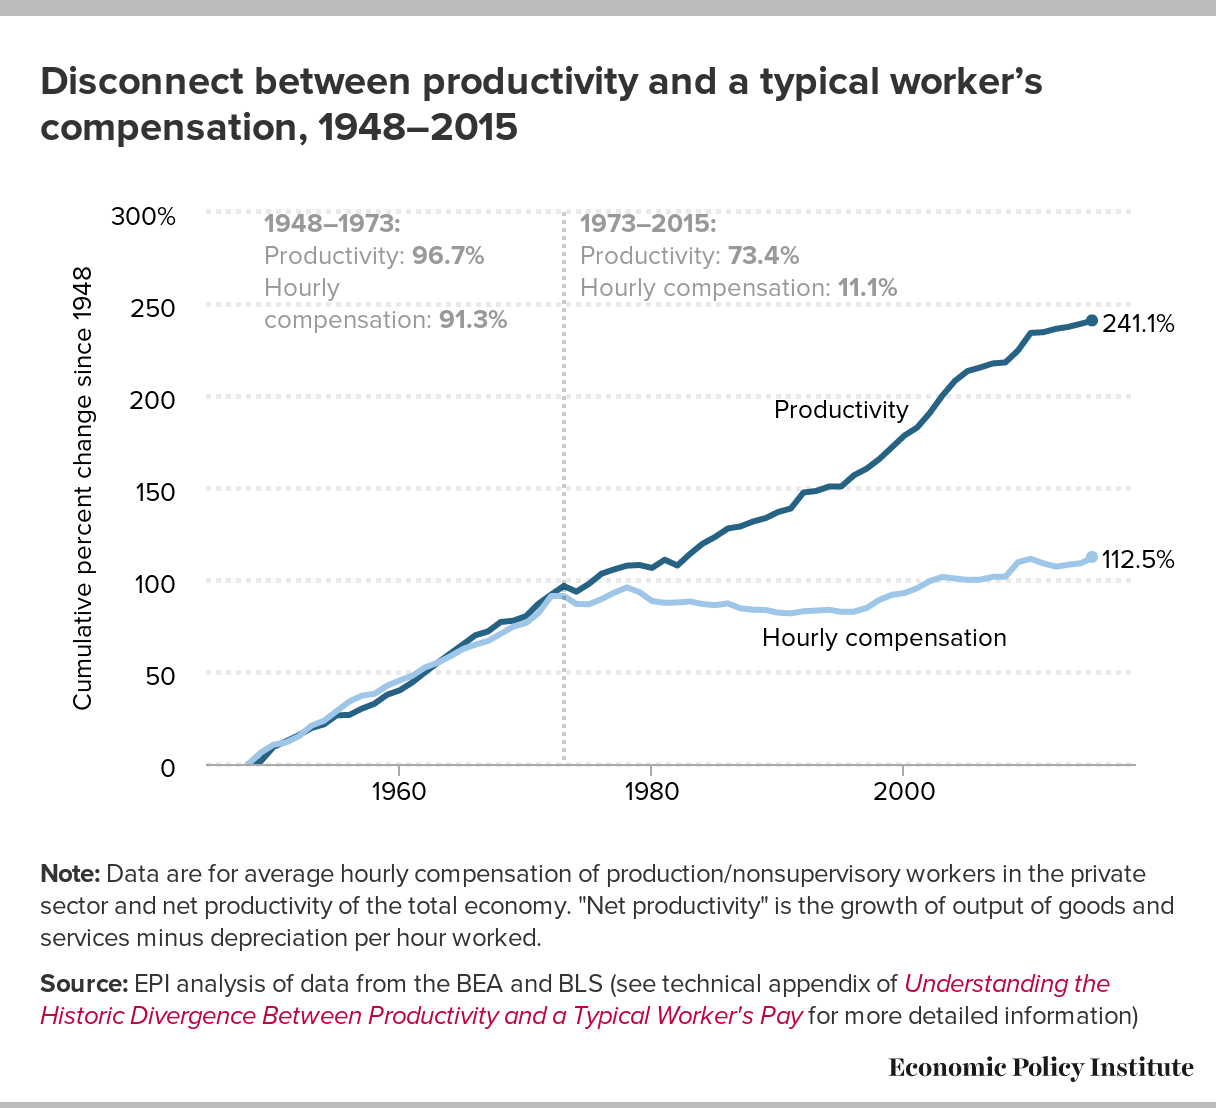 Disconnect between productivity and a typical worker’s
compensation, 1948–2015
Cumulative percent change since 1948
300%
250
200
150
100
50
0
1948–1973:
Productivity: 96.7%
Hourly
compensation: 91.3%
1973–2015:
Productivity: 73.4%
Hourly compensation: 11.1%
241.1%
Productivity
112.5%
Hourly compensation
1960
1980
2000
Note: Data are for average hourly compensation of production/nonsupervisory workers in the private
sector and net productivity of the total economy. "Net productivity" is the growth of output of goods and
services minus depreciation per hour worked.
Source: EPI analysis of data from the BEA and BLS (see technical appendix of Understanding the
Historic Divergence Between Productivity and a Typical Worker's Pay for more detailed information)
Economic Policy Institute